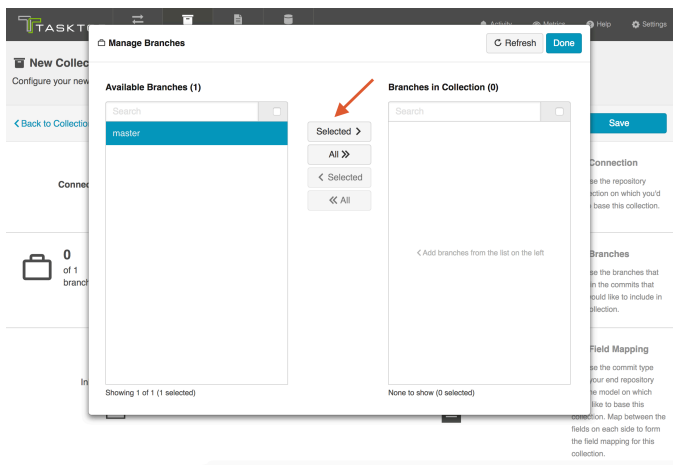 TASKT
Activity
Metrics
Help
Settings
Manage Branches
Refresh
Done
New Collec
Configure your new
Available Branches (1)
Branches in Collection (0)
Search
Search
Back to Collectio
Save
master
Selected
All
Selected
All
Add branches from the list on the left
Showing 1 of 1 (1 selected)
None to show (0 selected)
Connec
0
of 1
branch
In
Connection
se the repository
ection on which you'd
base this collection.
Branches
se the branches that
in the commits that
ould like to include in
ollection.
Field Mapping
se the commit type
your end repository
e model on which
like to base this
collection. Map between the
fields on each side to form
the field mapping for this
collection.